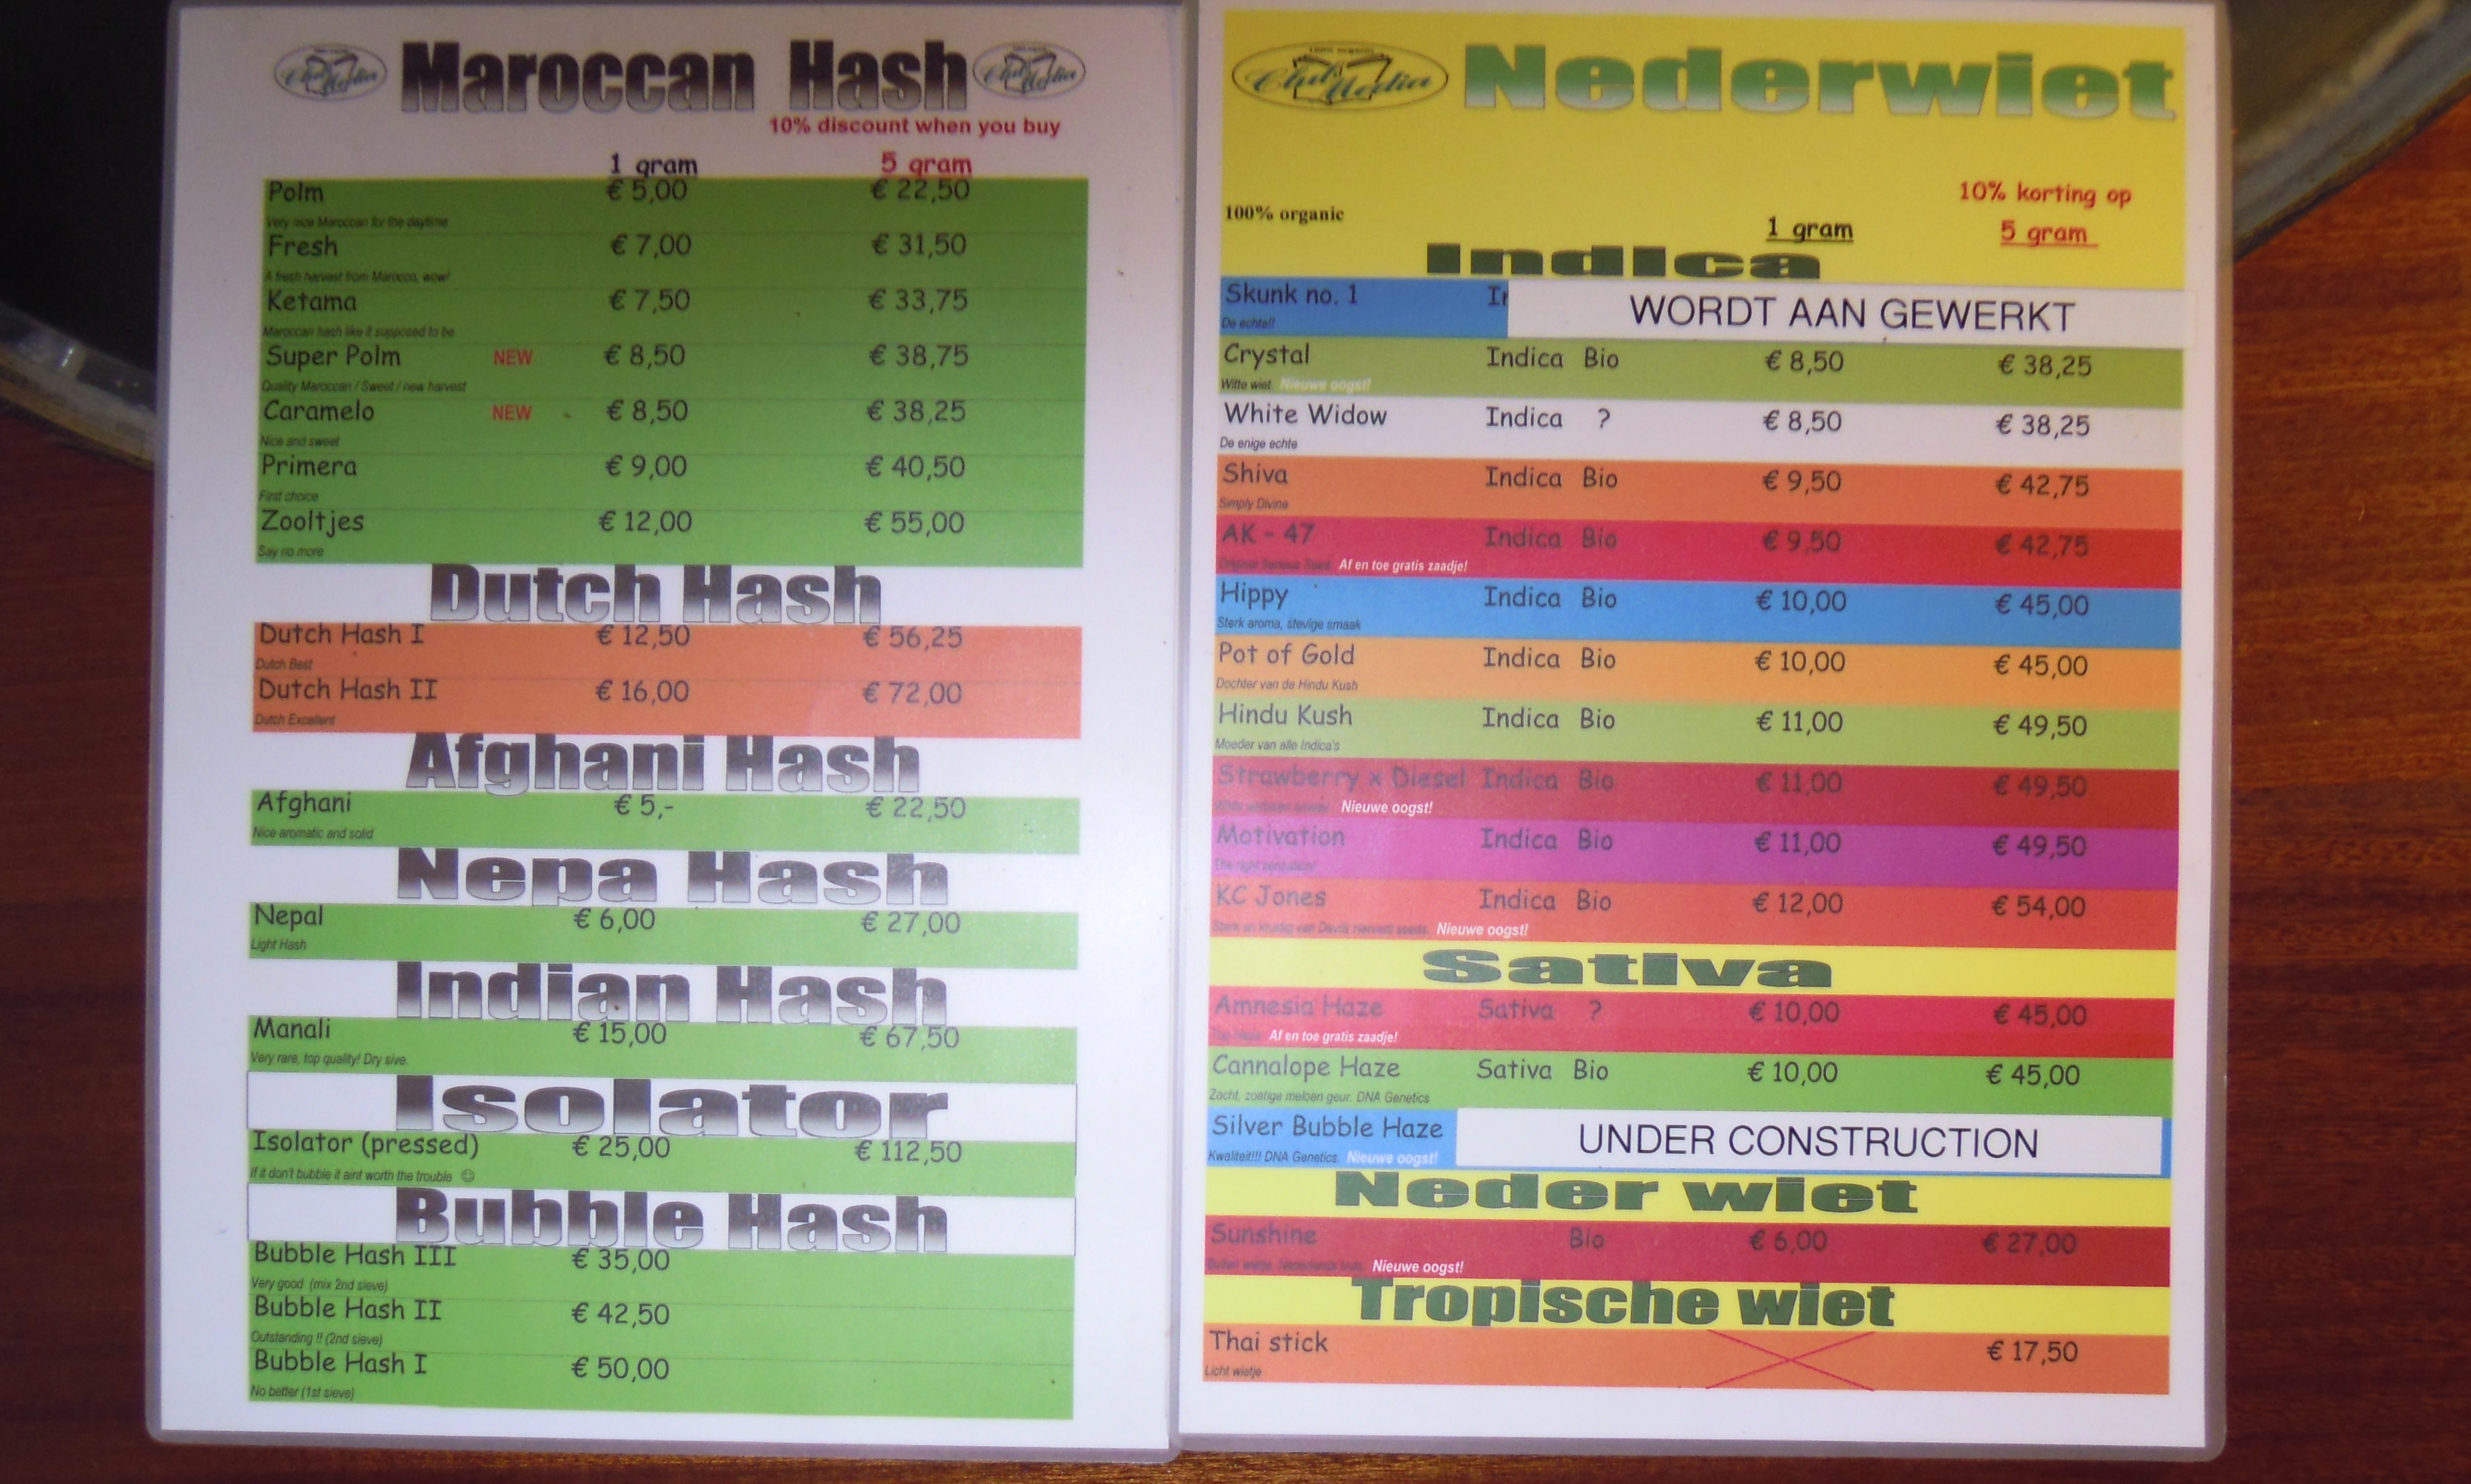 Club Media
Maroccan Hash
Club Media
10% discount when you buy
1 gram 5 gram
Polm € 5,00 € 22,50
Very nice Maroccan for the daytime
Fresh € 7,00 € 31,50
A fresh harvest from Marocco, wow!
Ketama € 7,50 € 33,75
Maroccan hash like it supposed to be
Super Polm NEW € 8,50 € 38,75
Quality Maroccan / Sweet / new harvest
Caramelo NEW € 8,50 € 38,25
Nice and sweet
Primera € 9,00 € 40,50
First choice
Zooltjes € 12,00 € 55,00
Say no more
Dutch Hash
Dutch Hash I € 12,50 € 56,25
Dutch Best
Dutch Hash II € 16,00 € 72,00
Dutch Excellent
Afghani Hash
Afghani € 5,- € 22,50
Nice aromatic and solid
Nepa Hash
Nepal € 6,00 € 27,00
Light Hash
Indian Hash
Manali € 15,00 € 67,50
Very rare, top quality! Dry sive.
Isolator
Isolator (pressed) € 25,00 € 112,50
If it don't bubble it aint worth the trouble ☺
Bubble Hash
Bubble Hash III € 35,00
Very good (mix 2nd sieve)
Bubble Hash II € 42,50
Outstanding !! (2nd sieve)
Bubble Hash I € 50,00
No better (1st sieve)
100% organic
Club Media
Nederwiet
10% korting op
100% organic 1 gram 5 gram
Indica
Skunk no. 1 WORDT AAN GEWERKT
De echte!!
Crystal Indica Bio € 8,50 € 38,25
Witte wiet. Nieuwe oogst!
White Widow Indica ? € 8,50 € 38,25
De enige echte
Shiva Indica Bio € 9,50 € 42,75
Simply Divine
AK - 47 Indica Bio € 9,50 € 42,75
Original Serious Seed. Af en toe gratis zaadje!
Hippy Indica Bio € 10,00 € 45,00
Sterk aroma, stevige smaak
Pot of Gold Indica Bio € 10,00 € 45,00
Dochter van de Hindu Kush
Hindu Kush Indica Bio € 11,00 € 49,50
Moeder van alle Indica's
Strawberry x Diesel Indica Bio € 11,00 € 49,50
Nieuwe oogst!
Motivation Indica Bio € 11,00 € 49,50
KC Jones Indica Bio € 12,00 € 54,00
Nieuwe oogst!
Sativa
Amnesia Haze Sativa ? € 10,00 € 45,00
Af en toe gratis zaadje!
Cannalope Haze Sativa Bio € 10,00 € 45,00
Zacht, zoetige meloen geur. DNA Genetics
Silver Bubble Haze UNDER CONSTRUCTION
Kwaliteit!!! DNA Genetics. Nieuwe oogst!
Neder wiet
Sunshine Bio € 6,00 € 27,00
Nieuwe oogst!
Tropische wiet
Thai stick € 17,50
Licht wietje